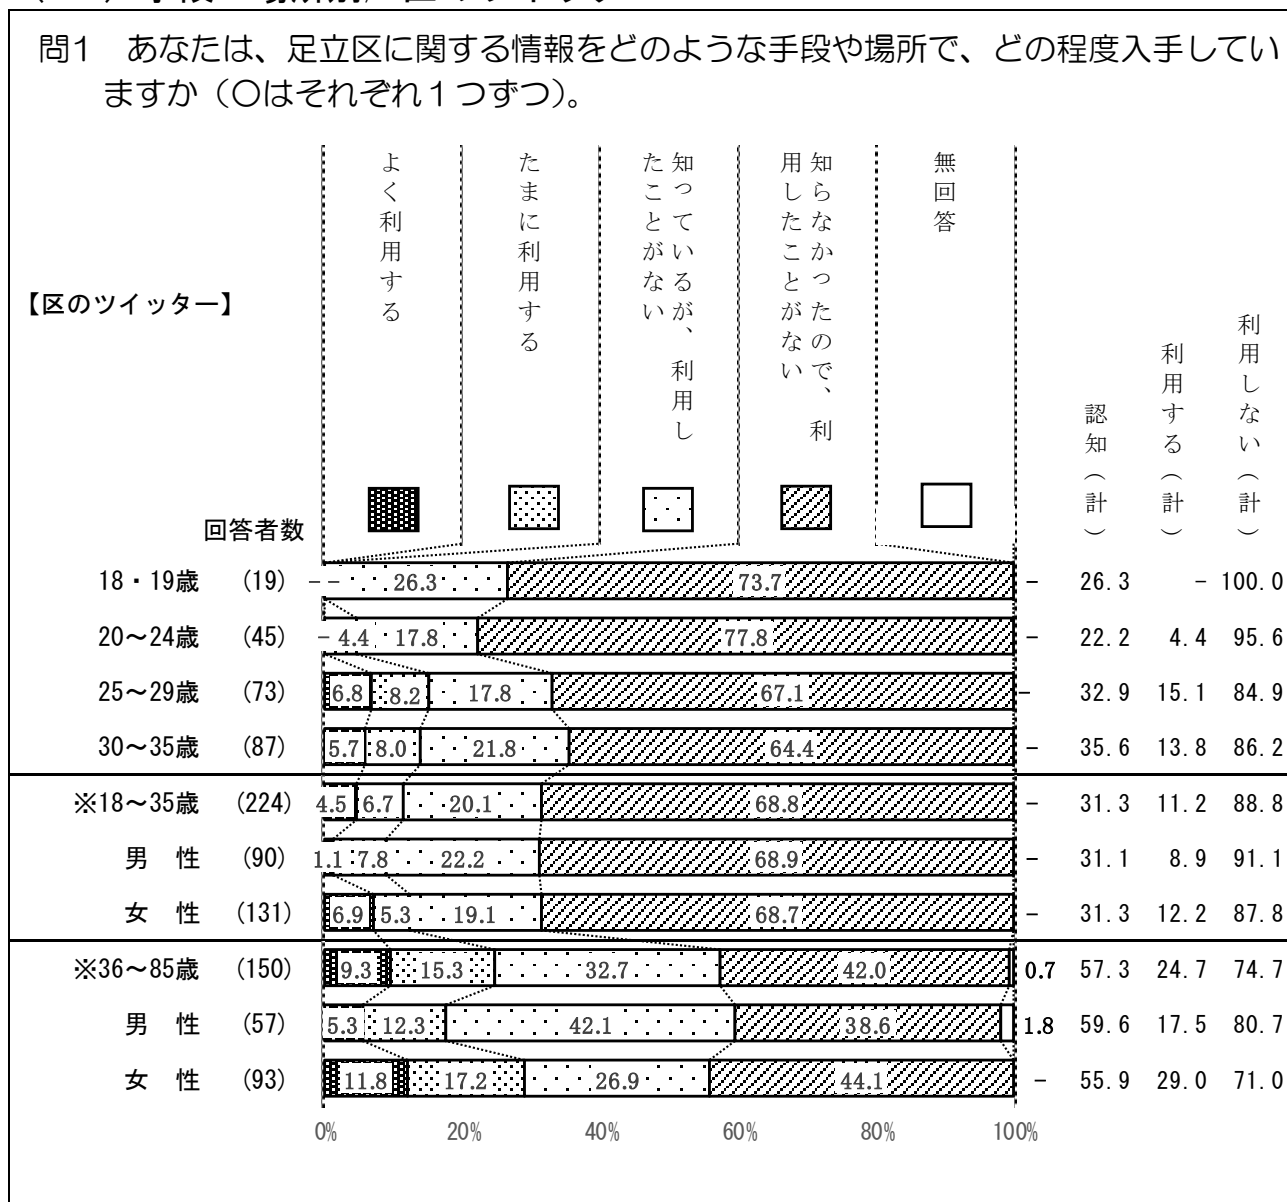 問1 あなたは、足立区に関する情報をどのような手段や場所で、どの程度入手してい
ますか（○はそれぞれ１つずつ）。
よく利用する
たまに利用する
知っているが、利用し
たことがない
知らなかったので、利
用したことがない
無回答
【区のツイッター】
認知（計）
利用する（計）
利用しない（計）
回答者数
18・19歳 (19) - - 26.3 73.7 - 26.3 - 100.0
20～24歳 (45) - 4.4 17.8 77.8 - 22.2 4.4 95.6
25～29歳 (73) 6.8 8.2 17.8 67.1 - 32.9 15.1 84.9
30～35歳 (87) 5.7 8.0 21.8 64.4 - 35.6 13.8 86.2
※18～35歳 (224) 4.5 6.7 20.1 68.8 - 31.3 11.2 88.8
男 性 (90) 1.1 7.8 22.2 68.9 - 31.1 8.9 91.1
女 性 (131) 6.9 5.3 19.1 68.7 - 31.3 12.2 87.8
※36～85歳 (150) 9.3 15.3 32.7 42.0 0.7 57.3 24.7 74.7
男 性 (57) 5.3 12.3 42.1 38.6 1.8 59.6 17.5 80.7
女 性 (93) 11.8 17.2 26.9 44.1 - 55.9 29.0 71.0
0% 20% 40% 60% 80% 100%